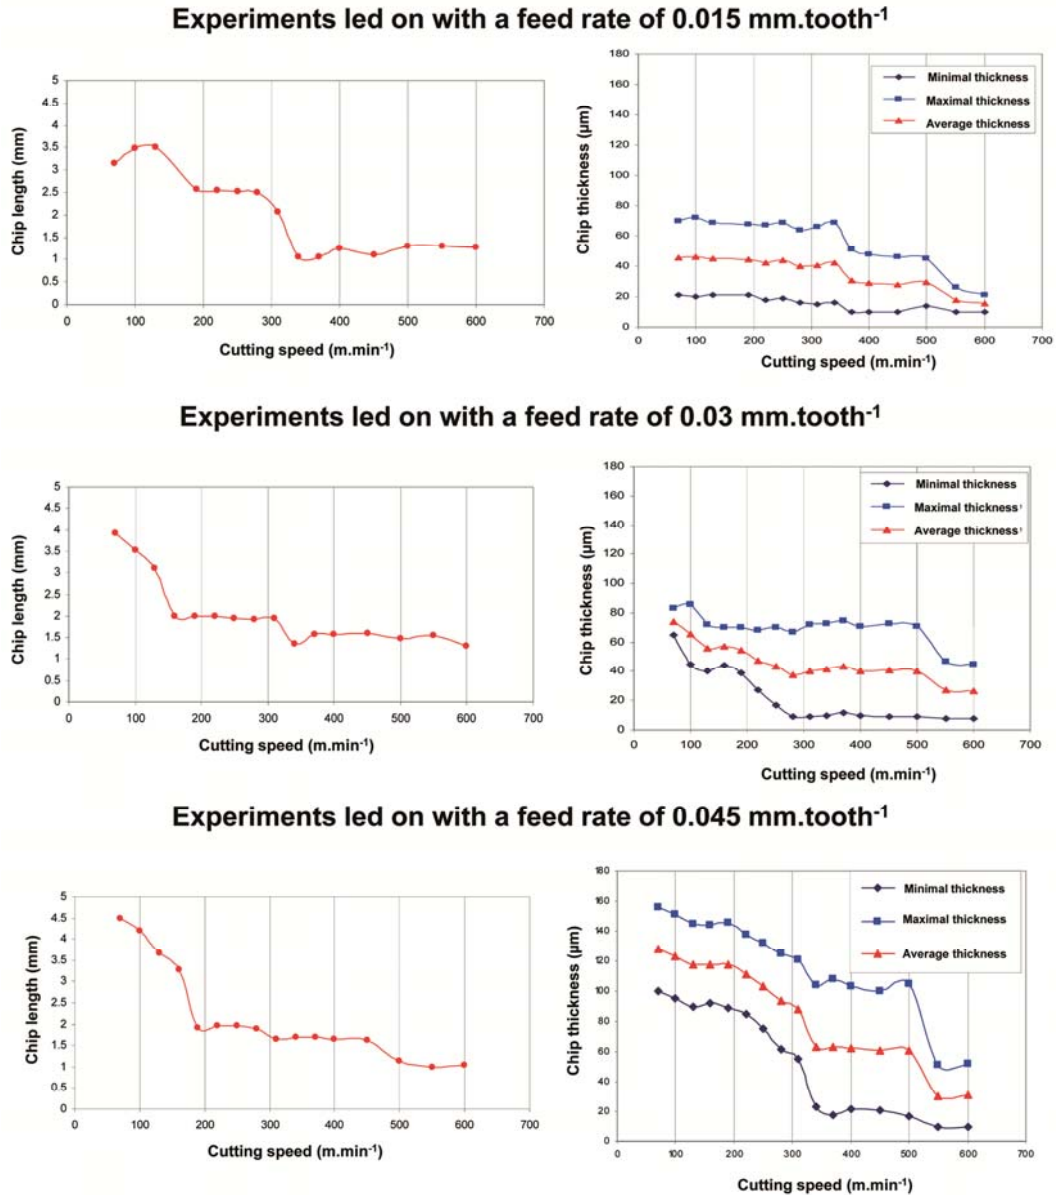 Experiments led on with a feed rate of 0.015 mm.tooth-1
5
4.5
4
3.5
3
2.5
2
1.5
1
0.5
0
Chip length (mm)
0 100 200 300 400 500 600 700
Cutting speed (m.min-1)
180
160
140
120
100
80
60
40
20
0
Chip thickness (µm)
Minimal thickness
Maximal thickness
Average thickness
0 100 200 300 400 500 600 700
Cutting speed (m.min-1)
Experiments led on with a feed rate of 0.03 mm.tooth-1
5
4.5
4
3.5
3
2.5
2
1.5
1
0.5
0
Chip length (mm)
0 100 200 300 400 500 600 700
Cutting speed (m.min-1)
180
160
140
120
100
80
60
40
20
0
Chip thickness (µm)
Minimal thickness
Maximal thickness
Average thickness
0 100 200 300 400 500 600 700
Cutting speed (m.min-1)
Experiments led on with a feed rate of 0.045 mm.tooth-1
5
4.5
4
3.5
3
2.5
2
1.5
1
0.5
0
Chip length (mm)
0 100 200 300 400 500 600 700
Cutting speed (m.min-1)
180
160
140
120
100
80
60
40
20
0
Chip thickness (µm)
Minimal thickness
Maximal thickness
Average thickness
0 100 200 300 400 500 600 700
Cutting speed (m.min-1)